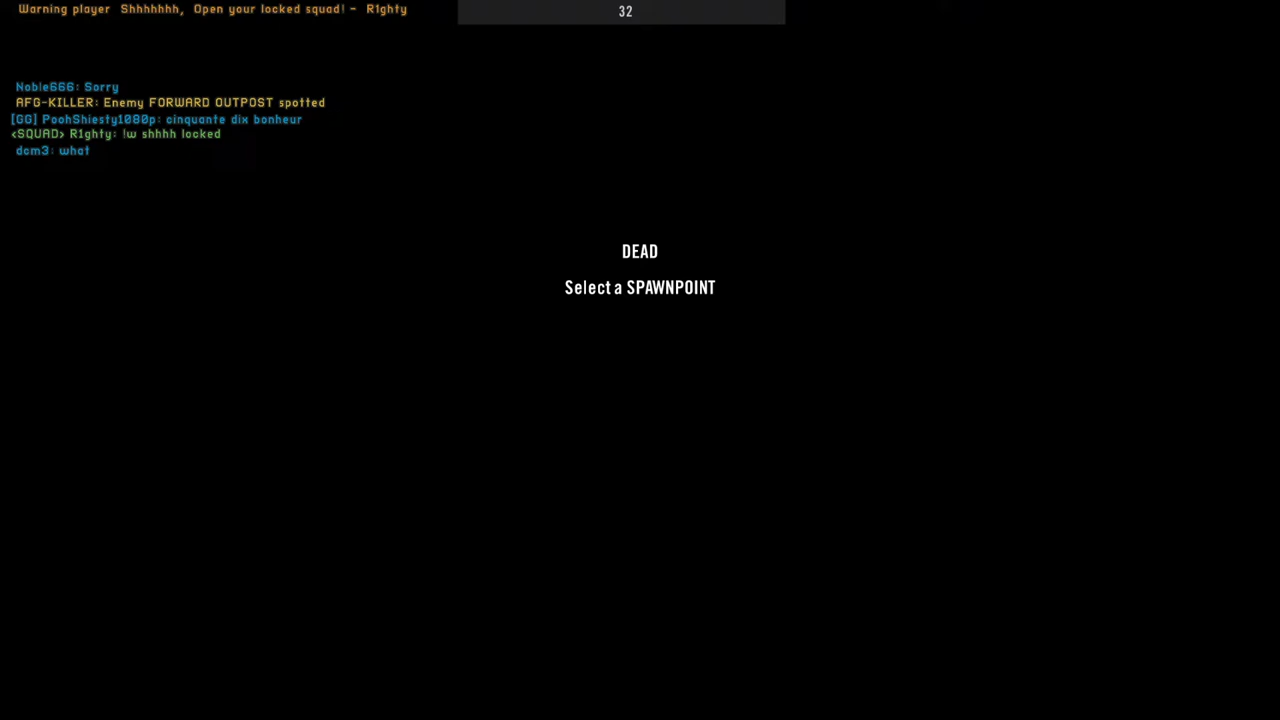 Warning player Shhhhhhh, Open your locked squad! - R1ghty
32
Noble666: Sorry
AFG-KILLER: Enemy FORWARD OUTPOST spotted
[GG] PoohShiesty1080p: cinquante dix bonheur
<SQUAD> R1ghty: !w shhhh locked
dcm3: what
DEAD
Select a SPAWNPOINT